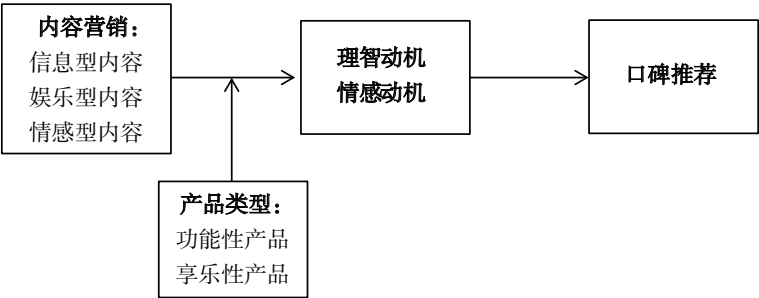 内容营销：
信息型内容
娱乐型内容
情感型内容
理智动机
情感动机
口碑推荐
产品类型：
功能性产品
享乐性产品